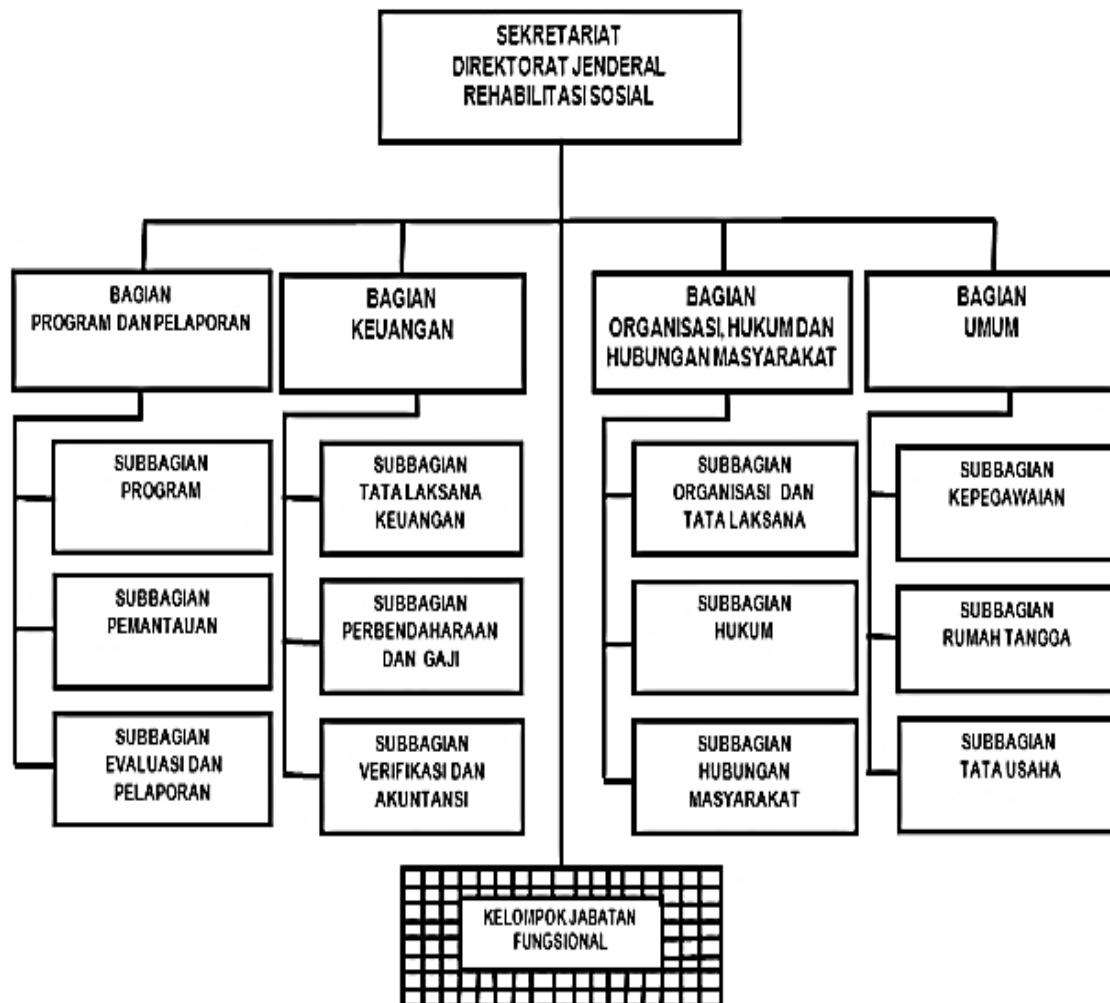 SEKRETARIAT
DIREKTORAT JENDERAL
REHABILITASI SOSIAL
BAGIAN
PROGRAM DAN PELAPORAN
BAGIAN
KEUANGAN
BAGIAN
ORGANISASI, HUKUM DAN
HUBUNGAN MASYARAKAT
BAGIAN
UMUM
SUBBAGIAN
PROGRAM
SUBBAGIAN
TATA LAKSANA
KEUANGAN
SUBBAGIAN
ORGANISASI DAN
TATA LAKSANA
SUBBAGIAN
KEPEGAWAIAN
SUBBAGIAN
PEMANTAUAN
SUBBAGIAN
PERBENDAHARAAN
DAN GAJI
SUBBAGIAN
HUKUM
SUBBAGIAN
RUMAH TANGGA
SUBBAGIAN
EVALUASI DAN
PELAPORAN
SUBBAGIAN
VERIFIKASI DAN
AKUNTANSI
SUBBAGIAN
HUBUNGAN
MASYARAKAT
SUBBAGIAN
TATA USAHA
KELOMPOK JABATAN
FUNGSIONAL